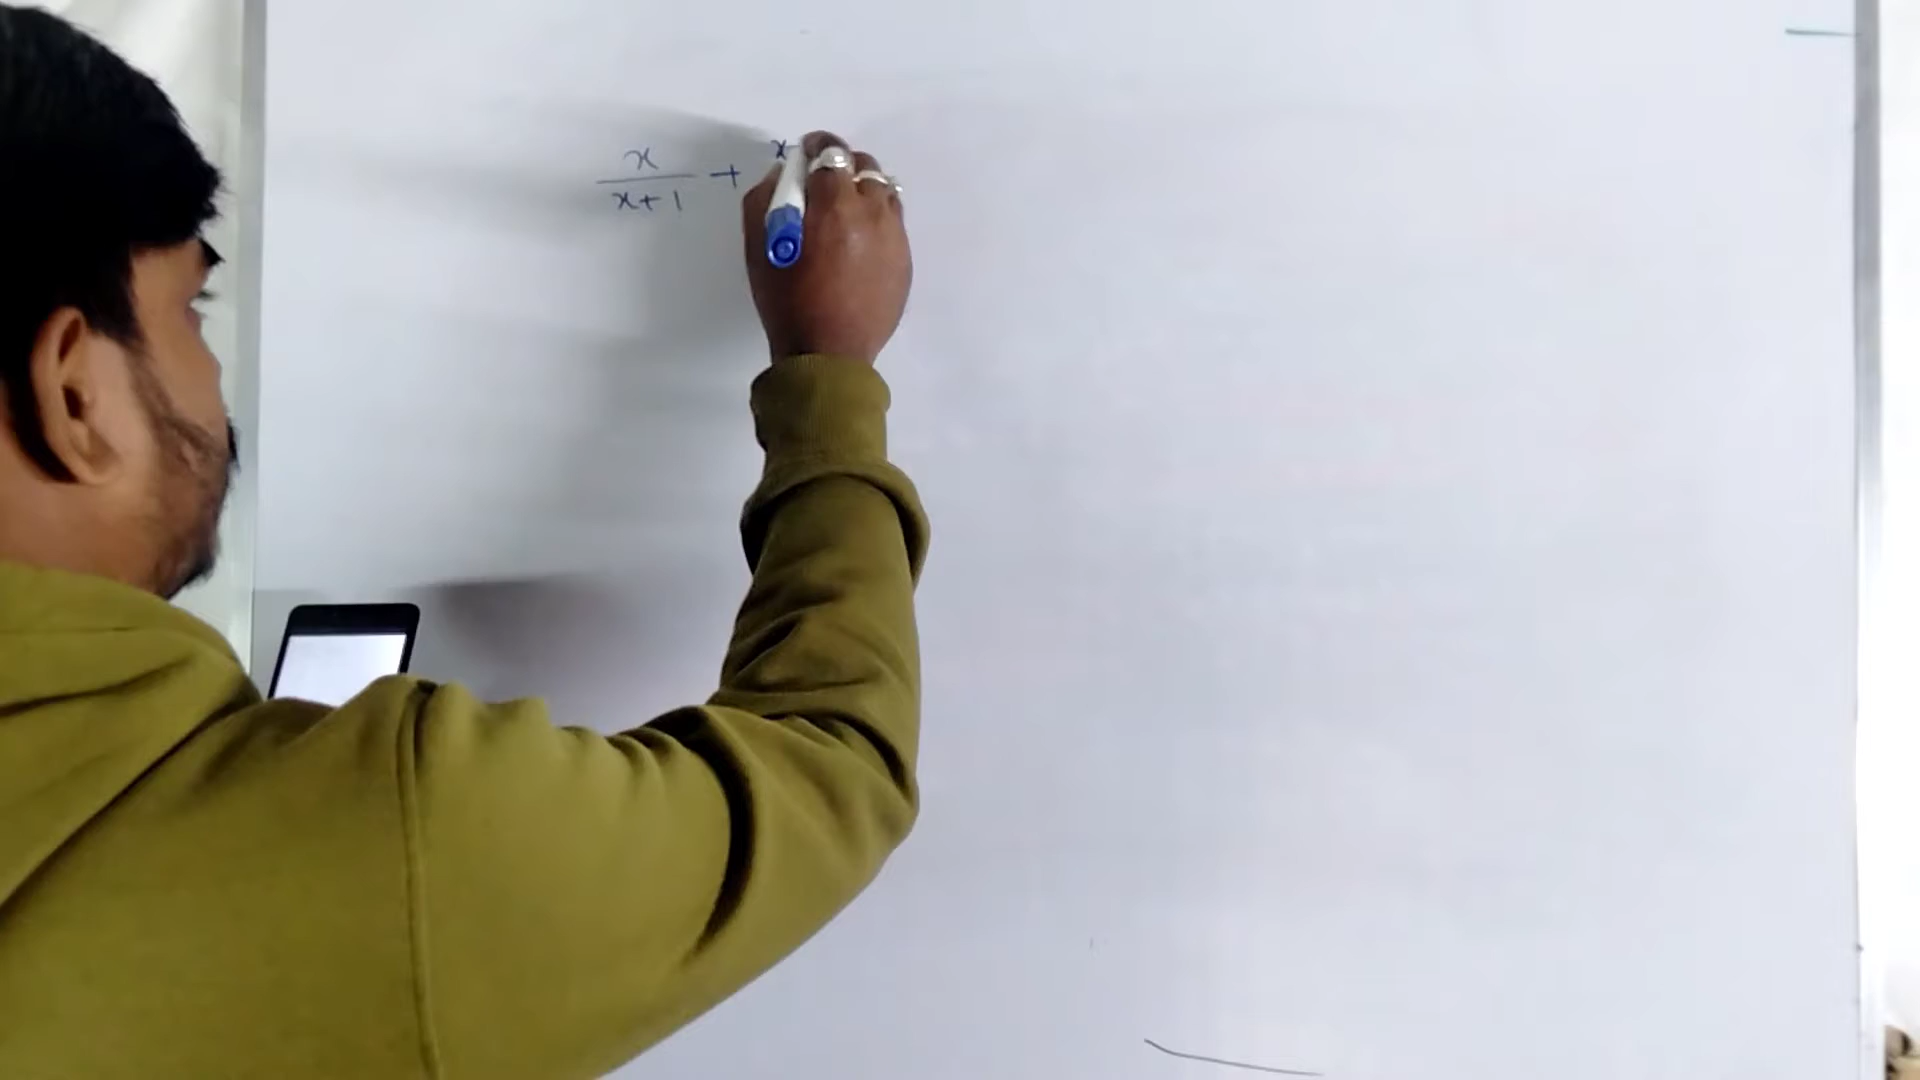 x/(x+1) + x